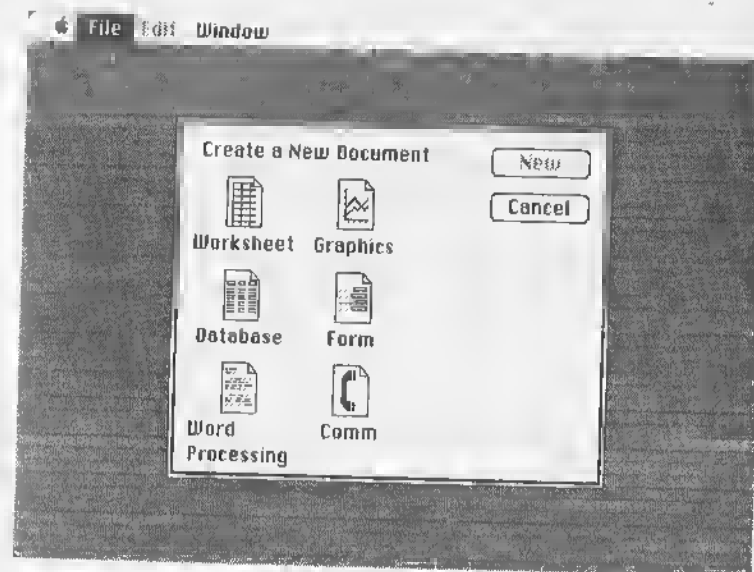 File Edit Window
Create a New Document
New
Cancel
Worksheet Graphics
Database Form
Word Processing
Comm